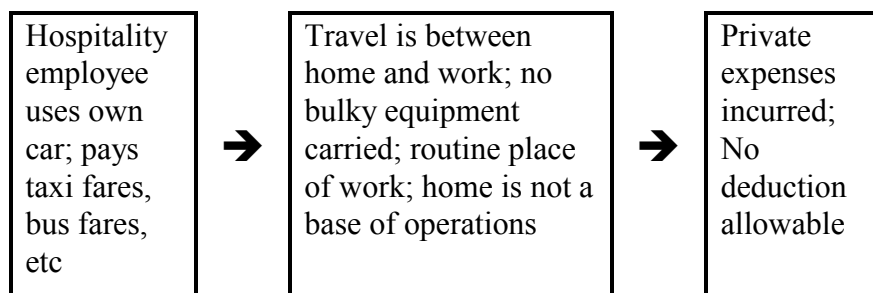 Hospitality
employee
uses own
car; pays
taxi fares,
bus fares,
etc
➔
Travel is between
home and work; no
bulky equipment
carried; routine place
of work; home is not a
base of operations
➔
Private
expenses
incurred;
No
deduction
allowable